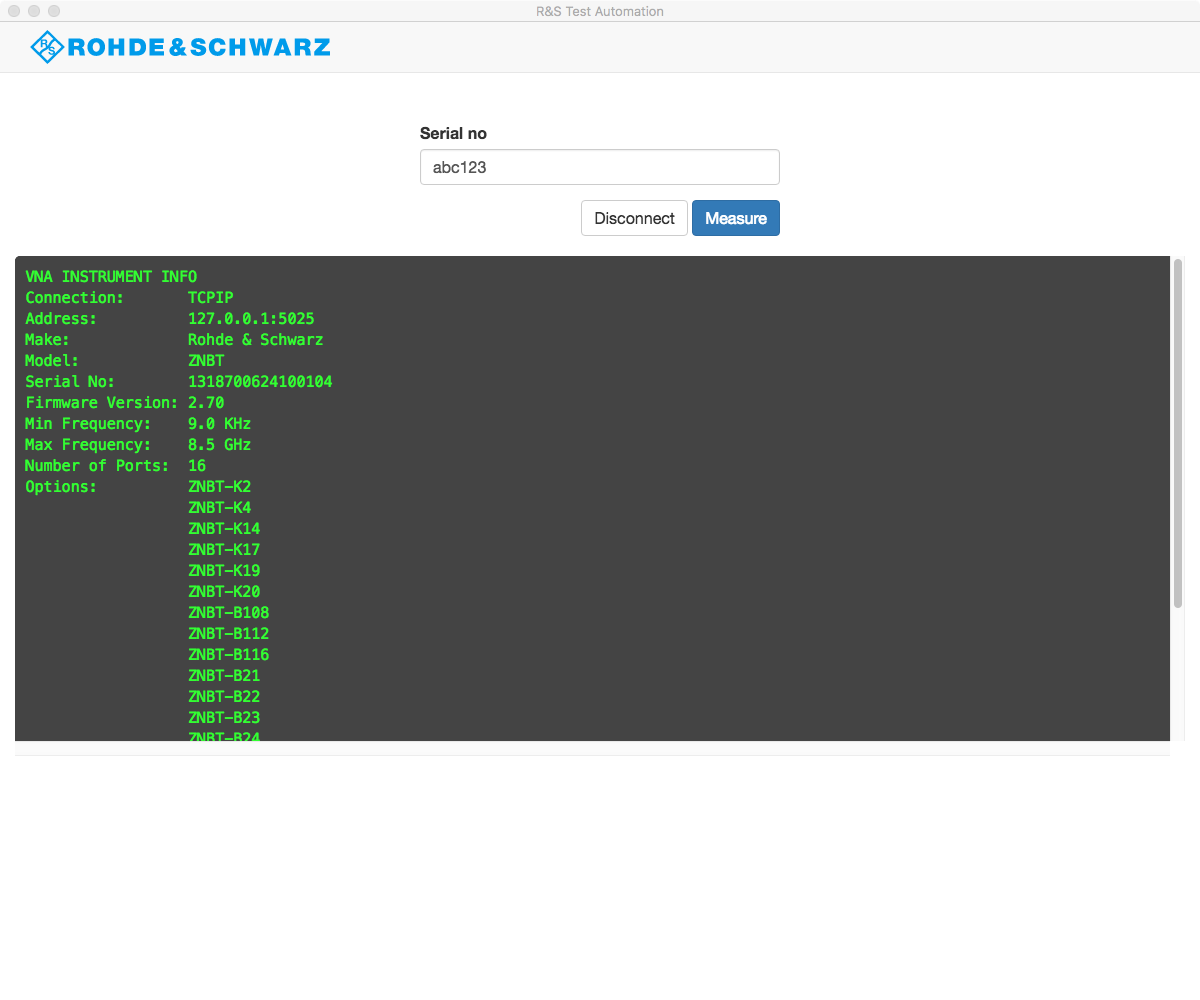 R&S Test Automation
R S ROHDE & SCHWARZ
Serial no
abc123
Disconnect Measure
VNA INSTRUMENT INFO
Connection: TCPIP
Address: 127.0.0.1:5025
Make: Rohde & Schwarz
Model: ZNBT
Serial No: 1318700624100104
Firmware Version: 2.70
Min Frequency: 9.0 KHz
Max Frequency: 8.5 GHz
Number of Ports: 16
Options: ZNBT-K2
ZNBT-K4
ZNBT-K14
ZNBT-K17
ZNBT-K19
ZNBT-K20
ZNBT-B108
ZNBT-B112
ZNBT-B116
ZNBT-B21
ZNBT-B22
ZNBT-B23
ZNBT-B24